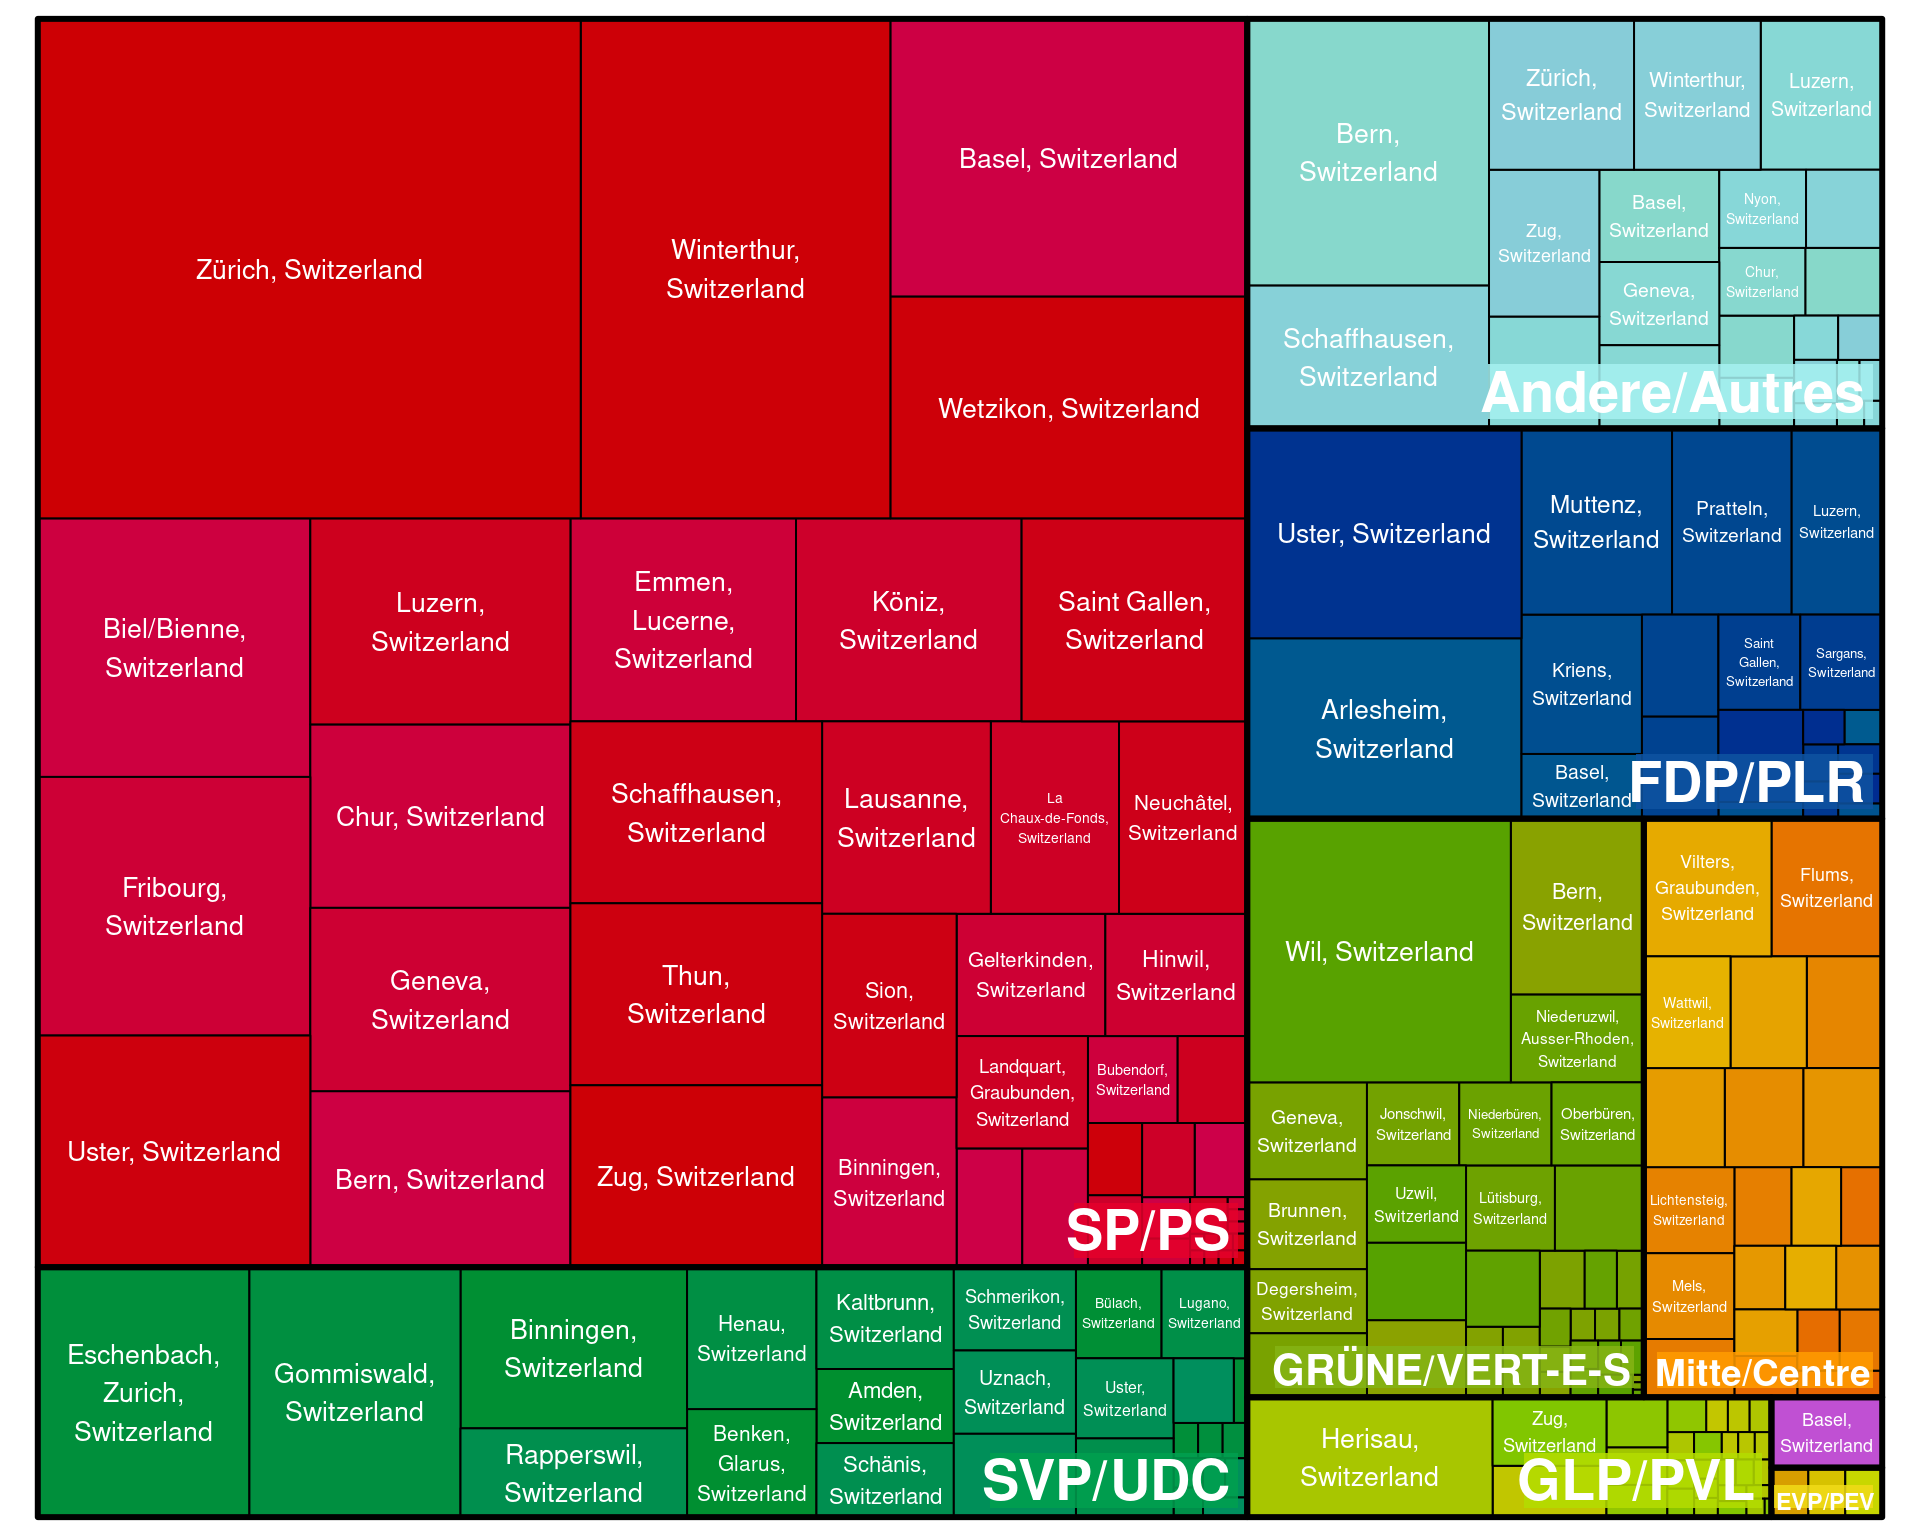 Zürich, Switzerland
Winterthur,
Switzerland
Basel, Switzerland
Wetzikon, Switzerland
Biel/Bienne,
Switzerland
Fribourg,
Switzerland
Uster, Switzerland
Luzern,
Switzerland
Chur, Switzerland
Geneva,
Switzerland
Bern, Switzerland
Emmen,
Lucerne,
Switzerland
Köniz,
Switzerland
Saint Gallen,
Switzerland
Schaffhausen,
Switzerland
Thun,
Switzerland
Zug, Switzerland
Lausanne,
Switzerland
La
Chaux-de-Fonds,
Switzerland
Neuchâtel,
Switzerland
Sion,
Switzerland
Binningen,
Switzerland
Gelterkinden,
Switzerland
Hinwil,
Switzerland
Landquart,
Graubunden,
Switzerland
Bubendorf,
Switzerland
SP/PS
Eschenbach,
Zurich,
Switzerland
Gommiswald,
Switzerland
Binningen,
Switzerland
Rapperswil,
Switzerland
Henau,
Switzerland
Benken,
Glarus,
Switzerland
Kaltbrunn,
Switzerland
Amden,
Switzerland
Schänis,
Switzerland
Schmerikon,
Switzerland
Uznach,
Switzerland
Bülach,
Switzerland
Lugano,
Switzerland
Uster,
Switzerland
SVP/UDC
Bern,
Switzerland
Schaffhausen,
Switzerland
Zürich,
Switzerland
Winterthur,
Switzerland
Luzern,
Switzerland
Zug,
Switzerland
Basel,
Switzerland
Geneva,
Switzerland
Nyon,
Switzerland
Chur,
Switzerland
Andere/Autres
Uster, Switzerland
Arlesheim,
Switzerland
Muttenz,
Switzerland
Pratteln,
Switzerland
Luzern,
Switzerland
Kriens,
Switzerland
Basel,
Switzerland
Saint
Gallen,
Switzerland
Sargans,
Switzerland
FDP/PLR
Wil, Switzerland
Bern,
Switzerland
Niederuzwil,
Ausser-Rhoden,
Switzerland
Geneva,
Switzerland
Brunnen,
Switzerland
Degersheim,
Switzerland
Jonschwil,
Switzerland
Niederbüren,
Switzerland
Oberbüren,
Switzerland
Uzwil,
Switzerland
Lütisburg,
Switzerland
GRÜNE/VERT-E-S
Vilters,
Graubunden,
Switzerland
Flums,
Switzerland
Wattwil,
Switzerland
Lichtensteig,
Switzerland
Mels,
Switzerland
Mitte/Centre
Herisau,
Switzerland
Zug,
Switzerland
GLP/PVL
Basel,
Switzerland
EVP/PEV